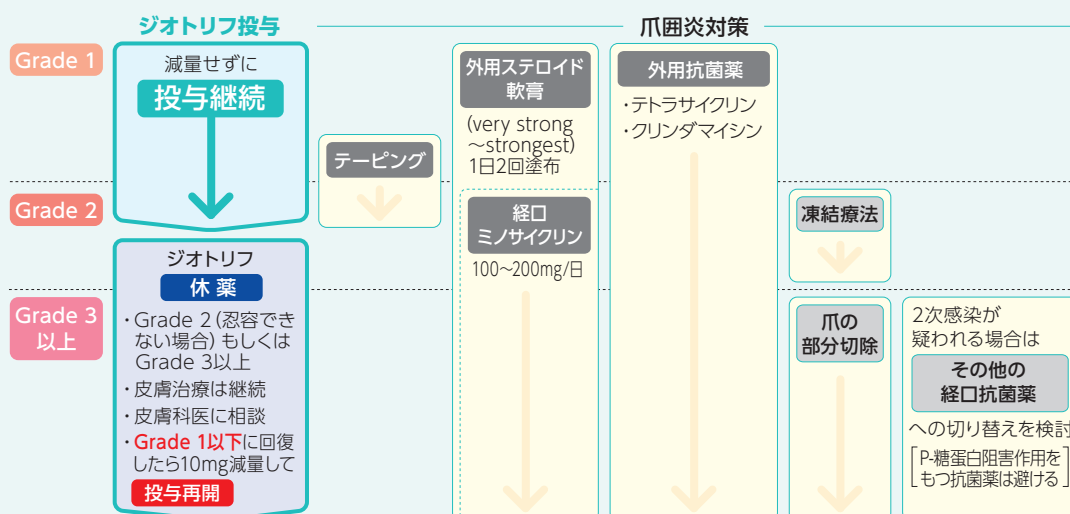 ジオトリフ投与
爪囲炎対策
Grade 1
減量せずに
投与継続
テーピング
外用ステロイド
軟膏
(very strong
～strongest)
1日2回塗布
外用抗菌薬
・テトラサイクリン
・クリンダマイシン
Grade 2
経口
ミノサイクリン
100～200mg/日
凍結療法
ジオトリフ
休薬
・Grade 2(忍容でき
ない場合)もしくは
Grade 3以上
・皮膚治療は継続
・皮膚科医に相談
・Grade 1以下に回復
したら10mg減量して
投与再開
Grade 3
以上
爪の
部分切除
2次感染が
疑われる場合は
その他の
経口抗菌薬
への切り替えを検討
[P-糖蛋白阻害作用を
もつ抗菌薬は避ける]